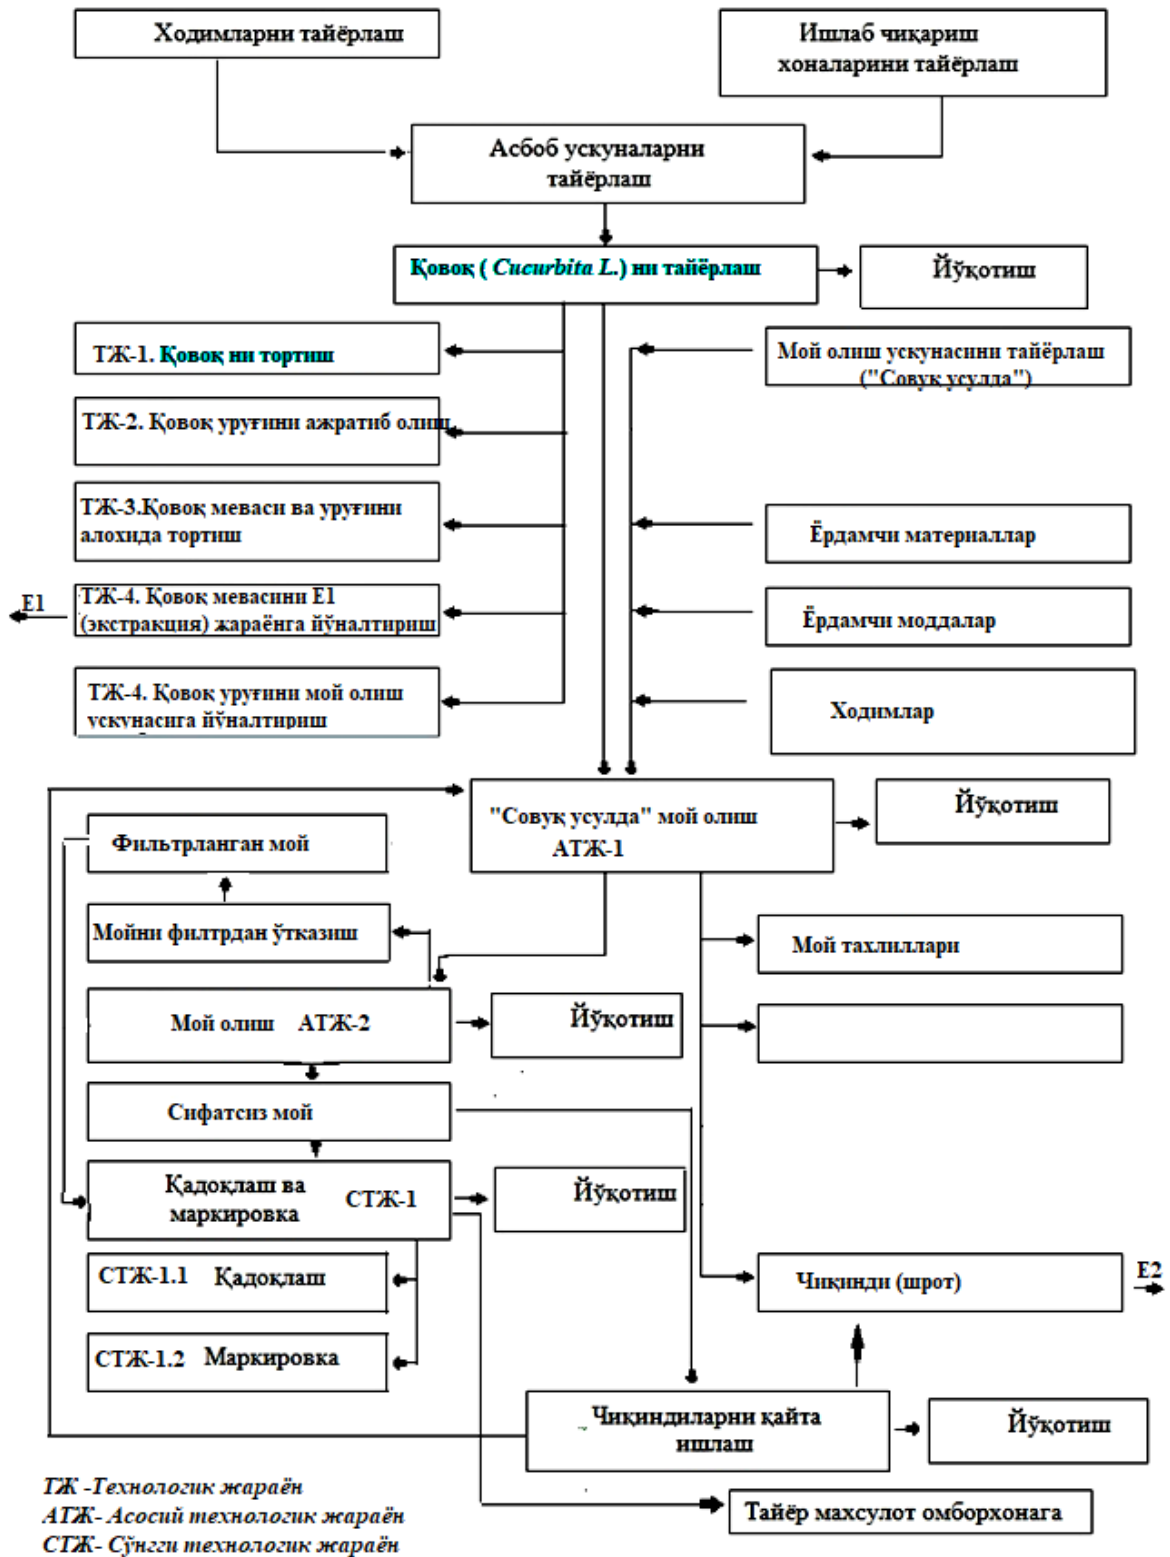 Ходимларни тайёрлаш
Ишлаб чиқариш
хоналарини тайёрлаш
Асбоб ускуналарни
тайёрлаш
Қовоқ ( Cucurbita L.) ни тайёрлаш
Йўқотиш
ТЖ-1. Қовоқ ни тортиш
Мой олиш ускунасини тайёрлаш
("Совуқ усулда")
ТЖ-2. Қовоқ уруғини ажратиб олиш
ТЖ-3.Қовоқ меваси ва уруғини
алохида тортиш
Ёрдамчи материаллар
Е1
ТЖ-4. Қовоқ мевасини Е1
(экстракция) жараёнга йўналтириш
Ёрдамчи моддалар
ТЖ-4. Қовоқ уруғини мой олиш
ускунасига йўналтириш
Ходимлар
"Совуқ усулда" мой олиш
АТЖ-1
Йўқотиш
Фильтрланган мой
Мойни филтрдан ўтказиш
Мой тахлиллари
Мой олиш АТЖ-2
Йўқотиш
Сифатсиз мой
Қадоқлаш ва
маркировка
СТЖ-1
Йўқотиш
СТЖ-1.1 Қадоқлаш
Чиқинди (шрот)
Е2
СТЖ-1.2 Маркировка
Чиқиндиларни қайта
ишлаш
Йўқотиш
ТЖ -Технологик жараён
АТЖ- Асосий технологик жараён
СТЖ- Сўнгги технологик жараён
Тайёр махсулот омборхонага